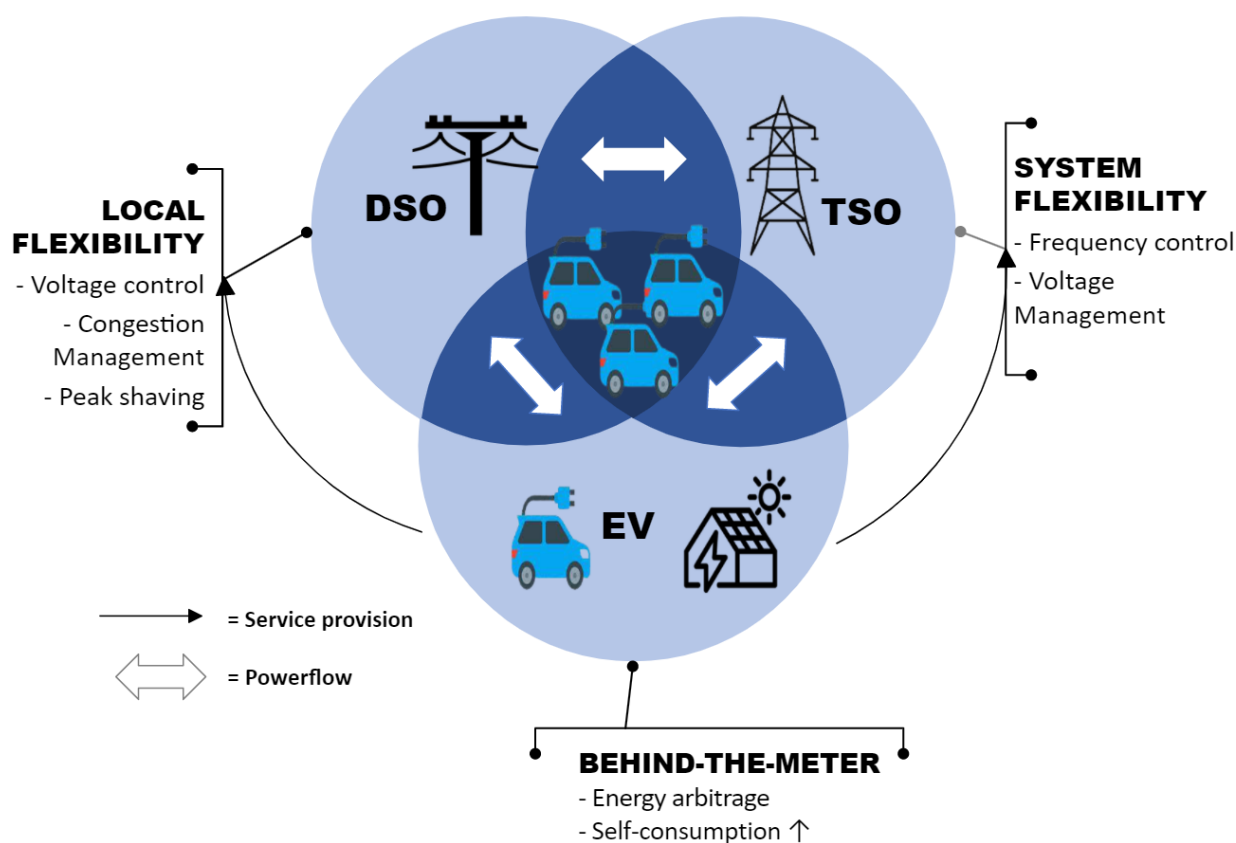 DSO
TSO
EV
LOCAL
FLEXIBILITY
- Voltage control
- Congestion
Management
- Peak shaving
SYSTEM
FLEXIBILITY
- Frequency control
- Voltage
Management
= Service provision
= Powerflow
BEHIND-THE-METER
- Energy arbitrage
- Self-consumption ↑